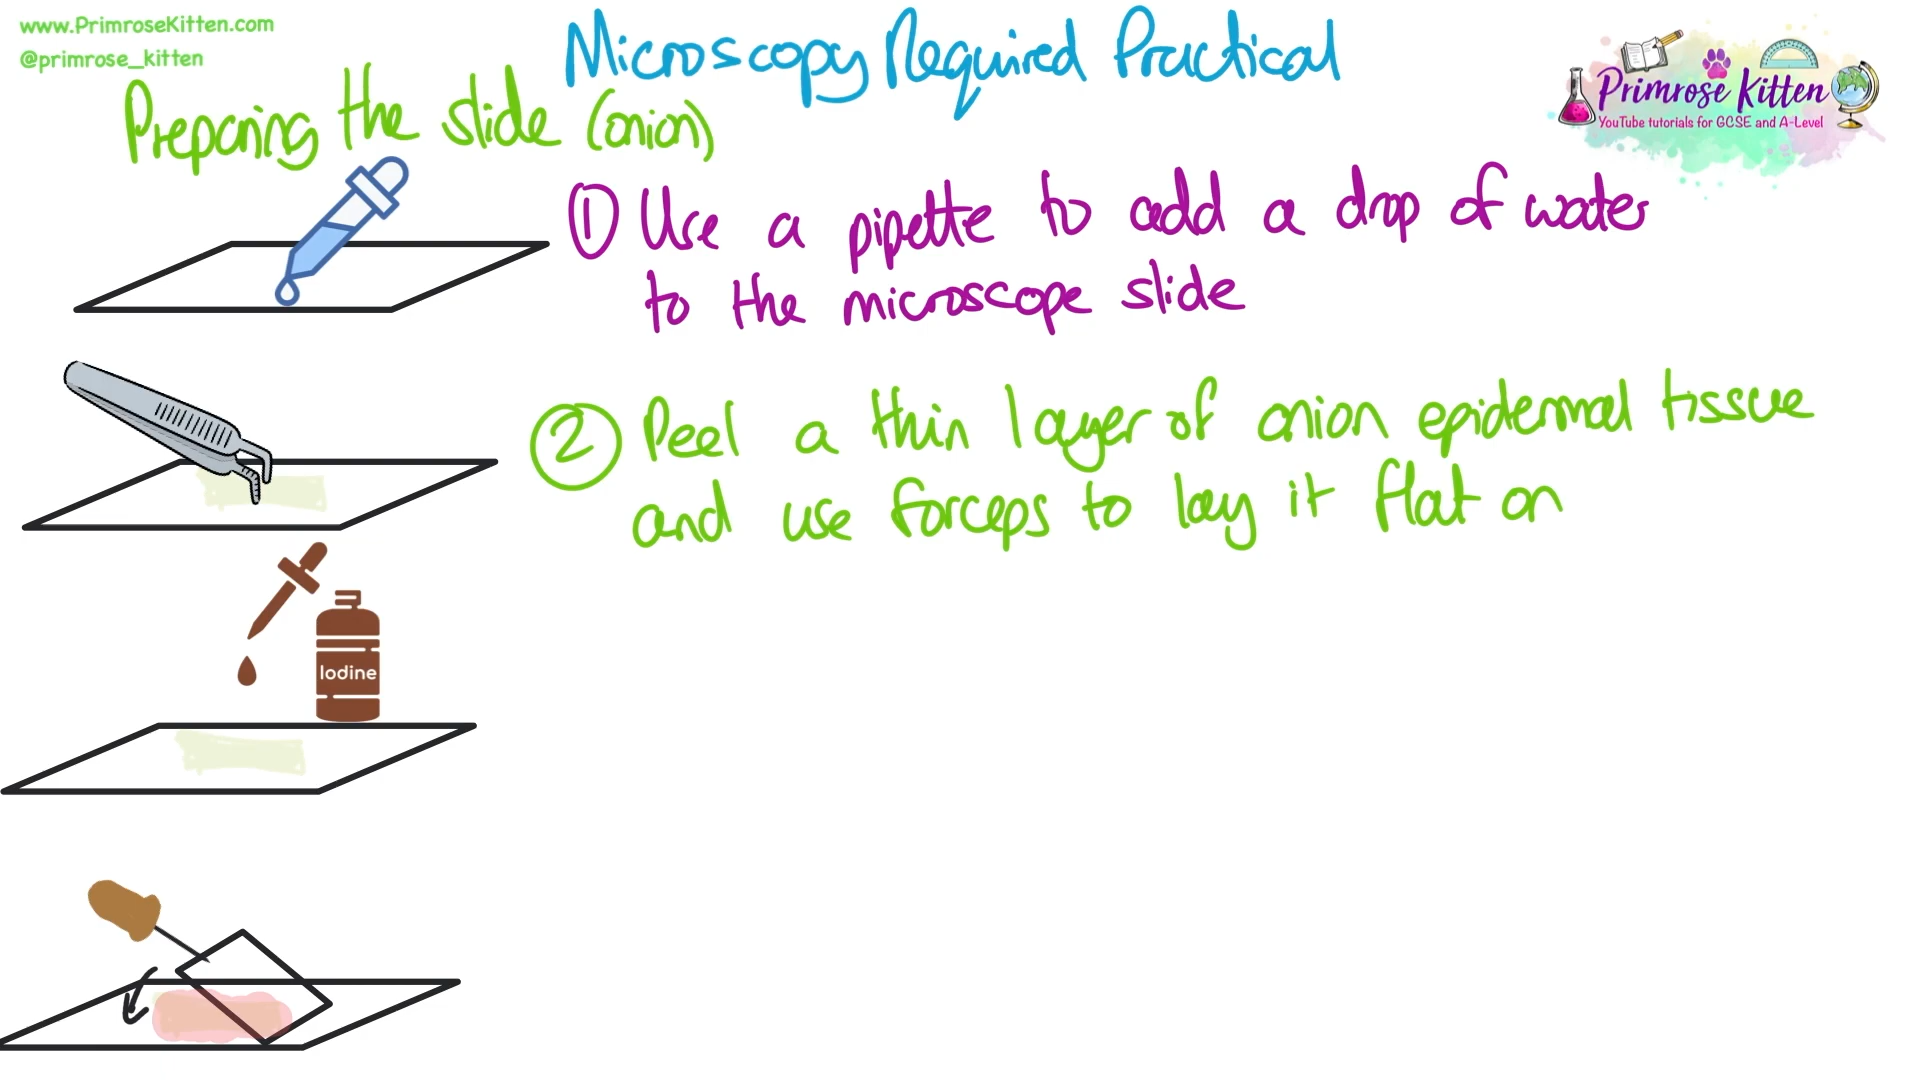 www.PrimroseKitten.com
@primrose_kitten
Microscopy Required Practical
Primrose Kitten
YouTube tutorials for GCSE and A-Level
Preparing the slide (onion)
① Use a pipette to add a drop of water
to the microscope slide
② Peel a thin layer of onion epidermal tissue
and use forceps to lay it flat on
Iodine